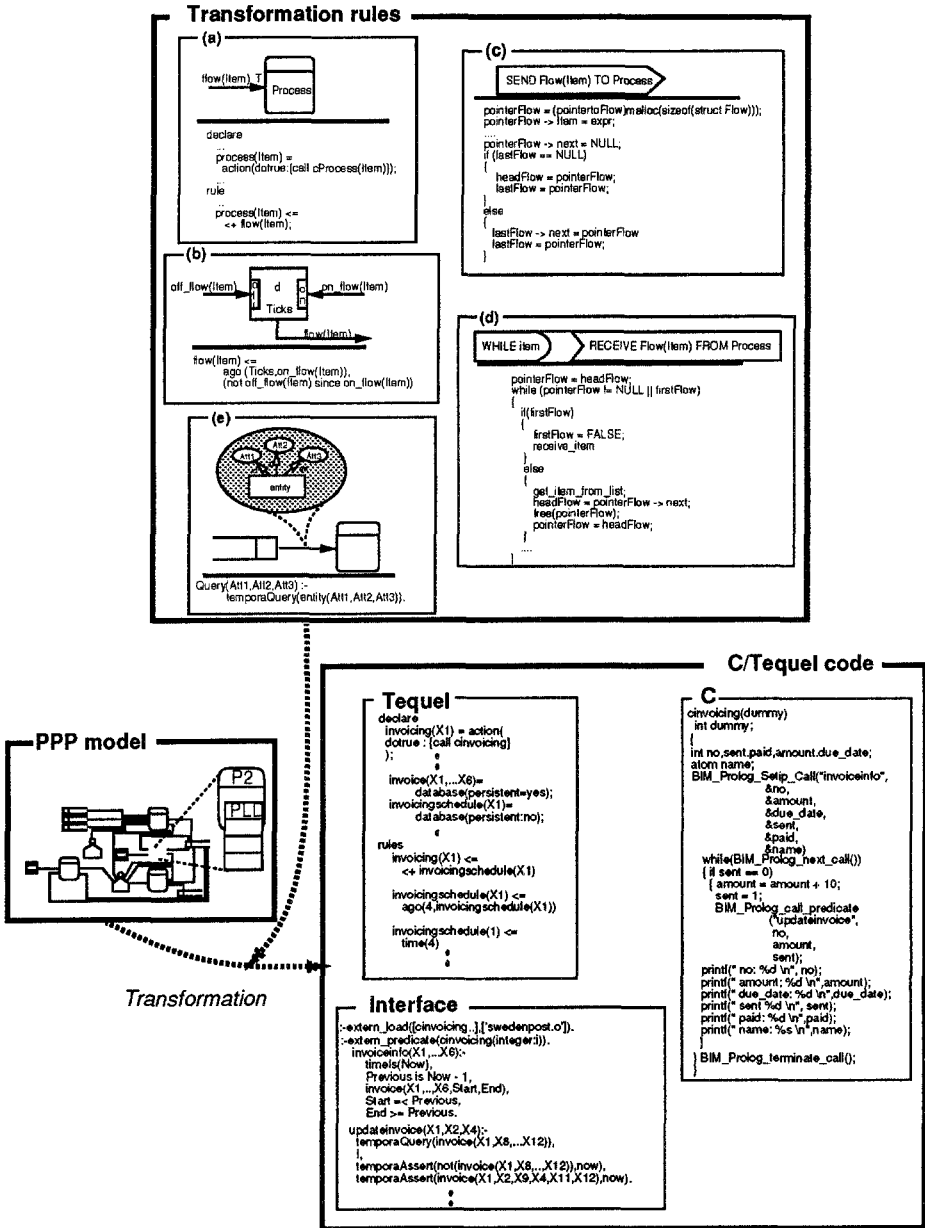 Transformation rules
(a)
flow(Item) T
Process
declare
...
process(Item) =
action(dotrue:{call cProcess(Item)});
...
rule
..
process(Item) <=
<+ flow(Item);
(b)
off_flow(Item)
off
d
Ticks
on
on_flow(Item)
flow(Item)
flow(Item) <=
ago (Ticks,on_flow(Item)),
(not off_flow(Item) since on_flow(Item))
(e)
Att1
Att2
Att3
entity
Query(Att1,Att2,Att3) :-
temporaQuery(entity(Att1,Att2,Att3)).
(c)
SEND Flow(Item) TO Process
pointerFlow = (pointertoFlow)malloc(sizeof(struct Flow)));
pointerFlow -> Item = expr;
....
pointerFlow -> next = NULL;
if (lastFlow == NULL)
{
headFlow = pointerFlow;
lastFlow = pointerFlow;
}
else
{
lastFlow -> next = pointerFlow
lastFlow = pointerFlow;
}
(d)
WHILE item
RECEIVE Flow(Item) FROM Process
pointerFlow = headFlow;
while (pointerFlow != NULL || firstFlow)
{
if(firstFlow)
{
firstFlow = FALSE;
receive_item
}
else
{
get_item_from_list;
headFlow = pointerFlow -> next;
free(pointerFlow);
pointerFlow = headFlow;
}
....
}
PPP model
P2
PLD
Transformation
C/Tequel code
Tequel
declare
invoicing(X1) = action(
dotrue : {call cinvoicing}
);
invoice(X1,...X6)=
database(persistent=yes);
invoicingschedule(X1)=
database(persistent:no);
rules
invoicing(X1) <=
<+ invoicingschedule(X1)
invoicingschedule(X1) <=
ago(4,invoicingschedule(X1))
invoicingschedule(1) <=
time(4)
Interface
:-extern_load([cinvoicing..],['swedenpost.o']).
:-extern_predicate(cinvoicing(integer:i)).
invoiceinfo(X1,...X6):-
timeIs(Now),
Previous is Now - 1,
invoice(X1,..,X6,Start,End),
Start =< Previous,
End >= Previous.
updateinvoice(X1,X2,X4):-
temporaQuery(invoice(X1,X8,...X12)),
!,
temporaAssert(not(invoice(X1,X8,..,X12)),now),
temporaAssert(invoice(X1,X2,X9,X4,X11,X12),now).
C
cinvoicing(dummy)
int dummy;
{
int no,sent,paid,amount,due_date;
atom name;
BIM_Prolog_Setip_Call("invoiceinfo",
&no,
&amount,
&due_date,
&sent,
&paid,
&name)
while(BIM_Prolog_next_call())
{ if sent == 0)
{ amount = amount + 10;
sent = 1;
BIM_Prolog_call_predicate
("updateinvoice",
no,
amount,
sent);
printf(" no: %d \n", no);
printf(" amount: %d \n",amount);
printf(" due_date: %d \n",due_date);
printf(" sent %d \n", sent);
printf(" paid: %d \n",paid);
printf(" name: %s \n",name);
}
} BIM_Prolog_terminate_call();
}